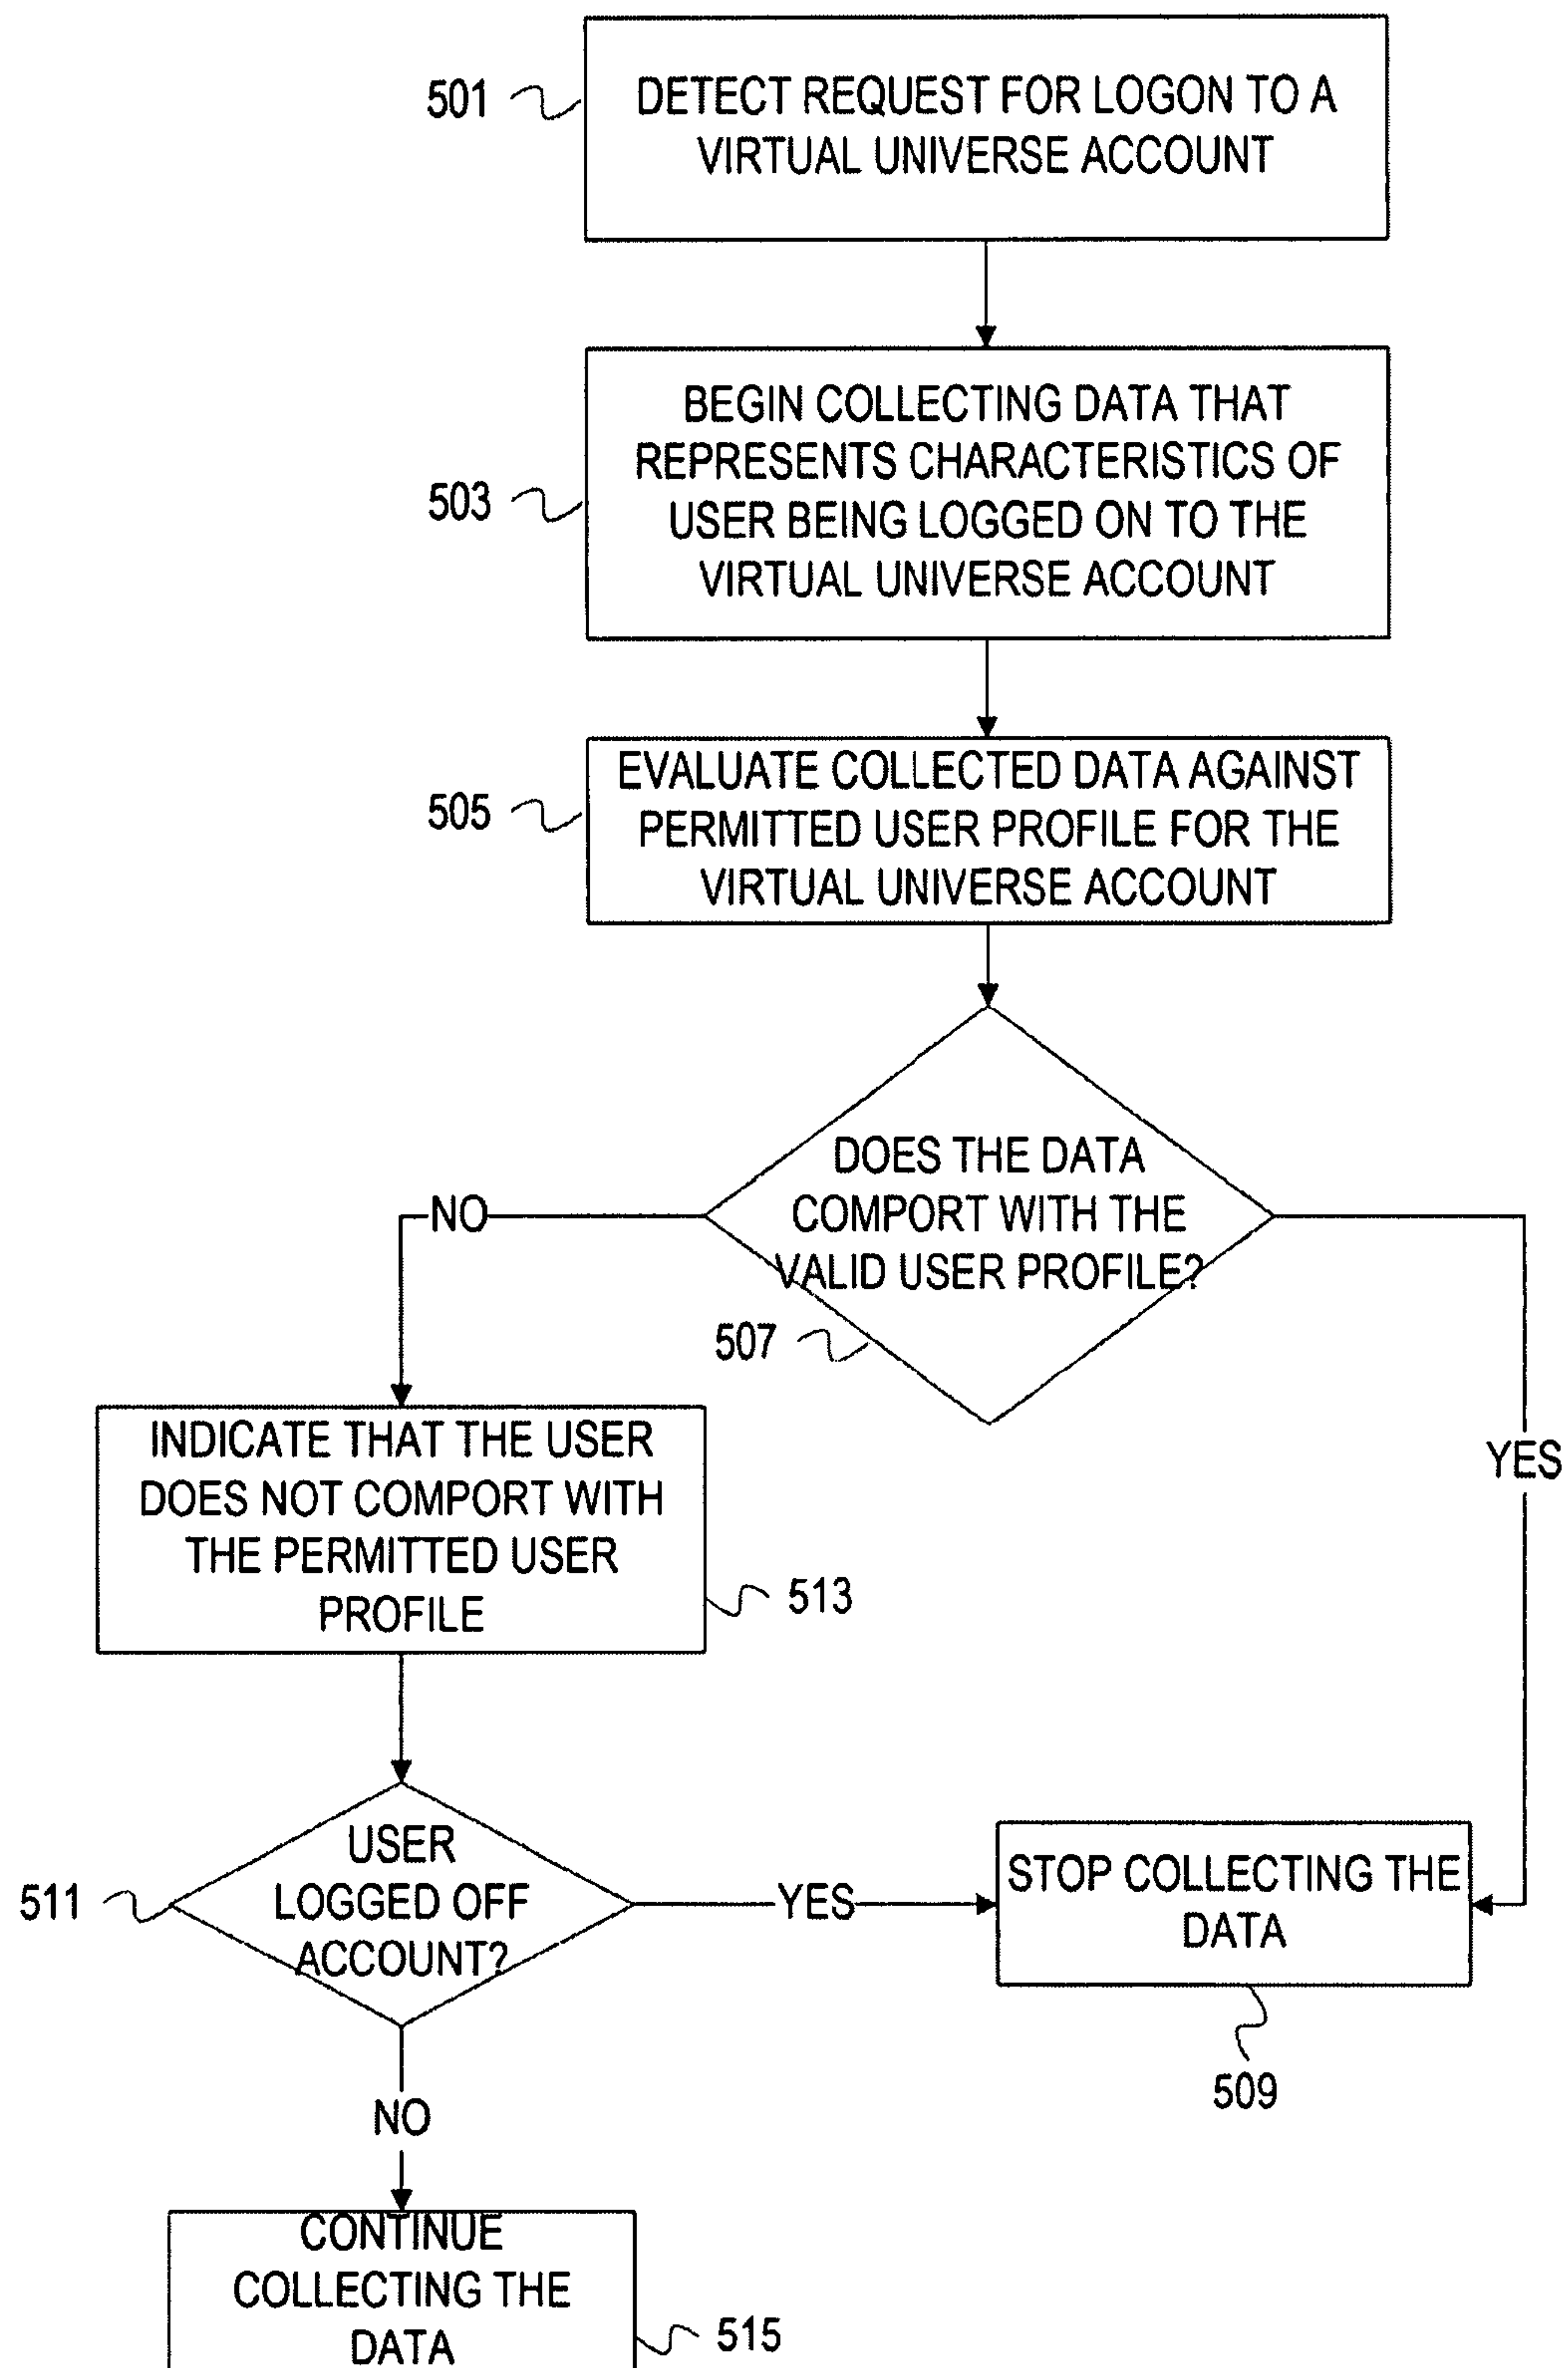 501
DETECT REQUEST FOR LOGON TO A
VIRTUAL UNIVERSE ACCOUNT
503
BEGIN COLLECTING DATA THAT
REPRESENTS CHARACTERISTICS OF
USER BEING LOGGED ON TO THE
VIRTUAL UNIVERSE ACCOUNT
505
EVALUATE COLLECTED DATA AGAINST
PERMITTED USER PROFILE FOR THE
VIRTUAL UNIVERSE ACCOUNT
DOES THE DATA
COMPORT WITH THE
VALID USER PROFILE?
507
NO
YES
INDICATE THAT THE USER
DOES NOT COMPORT WITH
THE PERMITTED USER
PROFILE
513
USER
LOGGED OFF
ACCOUNT?
511
YES
STOP COLLECTING THE
DATA
509
NO
CONTINUE
COLLECTING THE
DATA
515